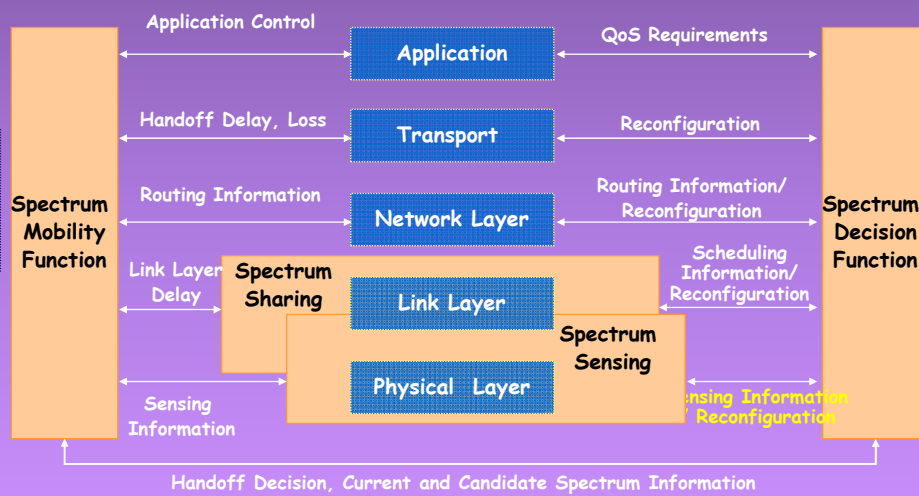 Application Control
QoS Requirements
Application
Handoff Delay, Loss
Reconfiguration
Transport
Routing Information
Routing Information/
Reconfiguration
Network Layer
Spectrum
Mobility
Function
Spectrum
Decision
Function
Link Layer
Delay
Spectrum
Sharing
Link Layer
Scheduling
Information/
Reconfiguration
Spectrum
Sensing
Physical Layer
Sensing
Information
ensing Information
/ Reconfiguration
Handoff Decision, Current and Candidate Spectrum Information